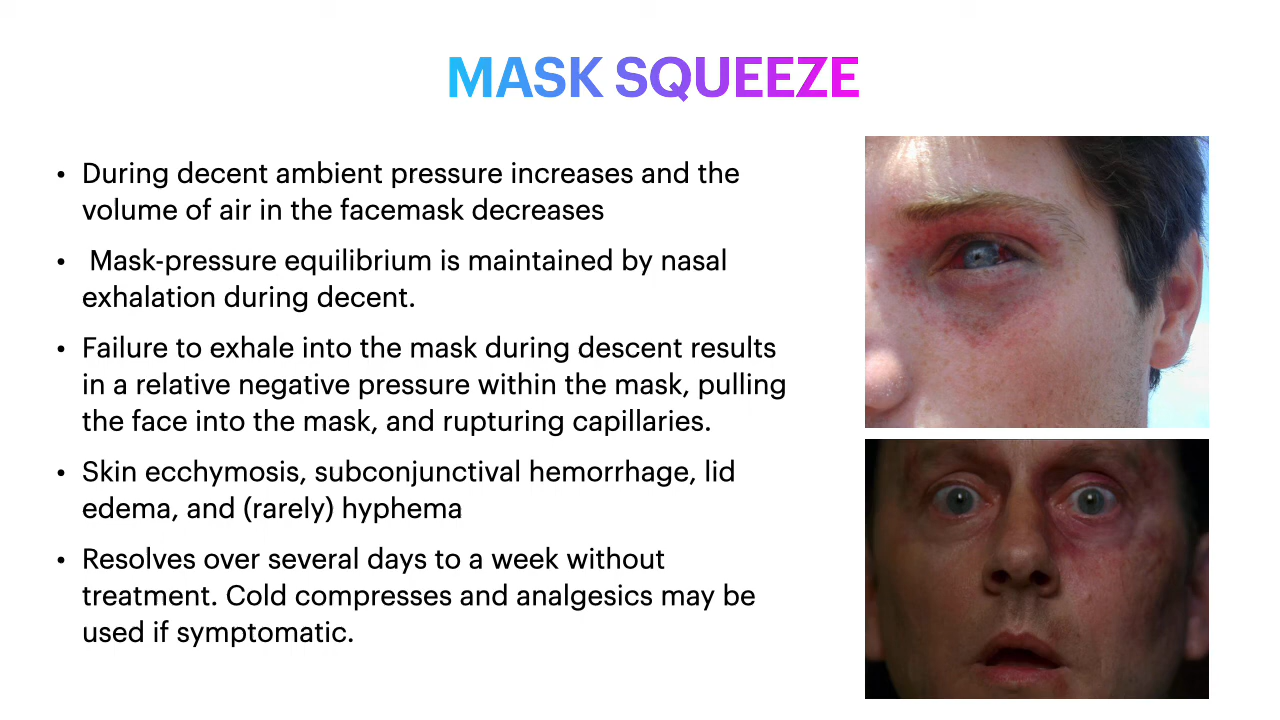 MASK SQUEEZE
• During decent ambient pressure increases and the
volume of air in the facemask decreases
• Mask-pressure equilibrium is maintained by nasal
exhalation during decent.
• Failure to exhale into the mask during descent results
in a relative negative pressure within the mask, pulling
the face into the mask, and rupturing capillaries.
• Skin ecchymosis, subconjunctival hemorrhage, lid
edema, and (rarely) hyphema
• Resolves over several days to a week without
treatment. Cold compresses and analgesics may be
used if symptomatic.